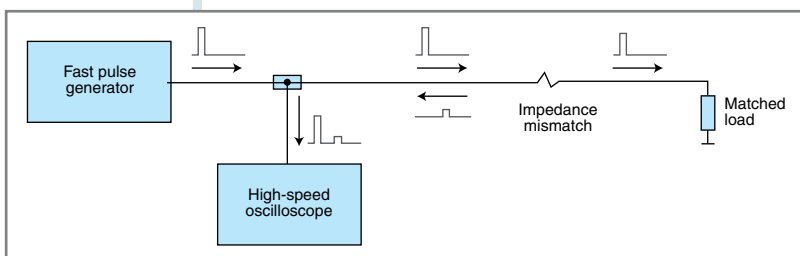 Fast pulse
generator
Impedance
mismatch
Matched
load
High-speed
oscilloscope